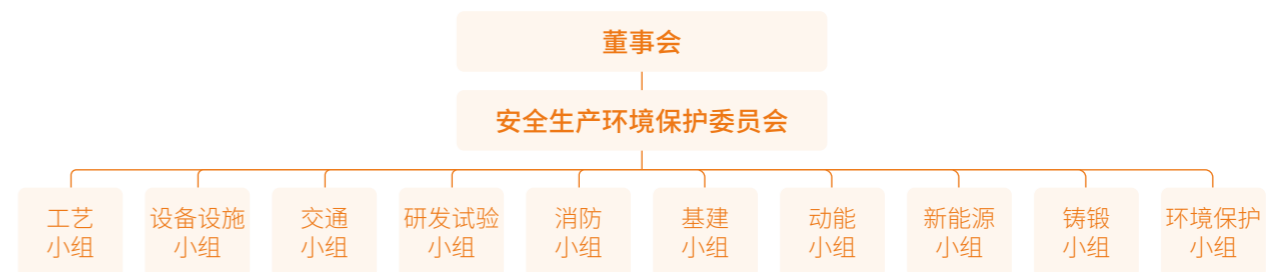 董事会
安全生产环境保护委员会
工艺
小组
设备设施
小组
交通
小组
研发试验
小组
消防
小组
基建
小组
动能
小组
新能源
小组
铸锻
小组
环境保护
小组